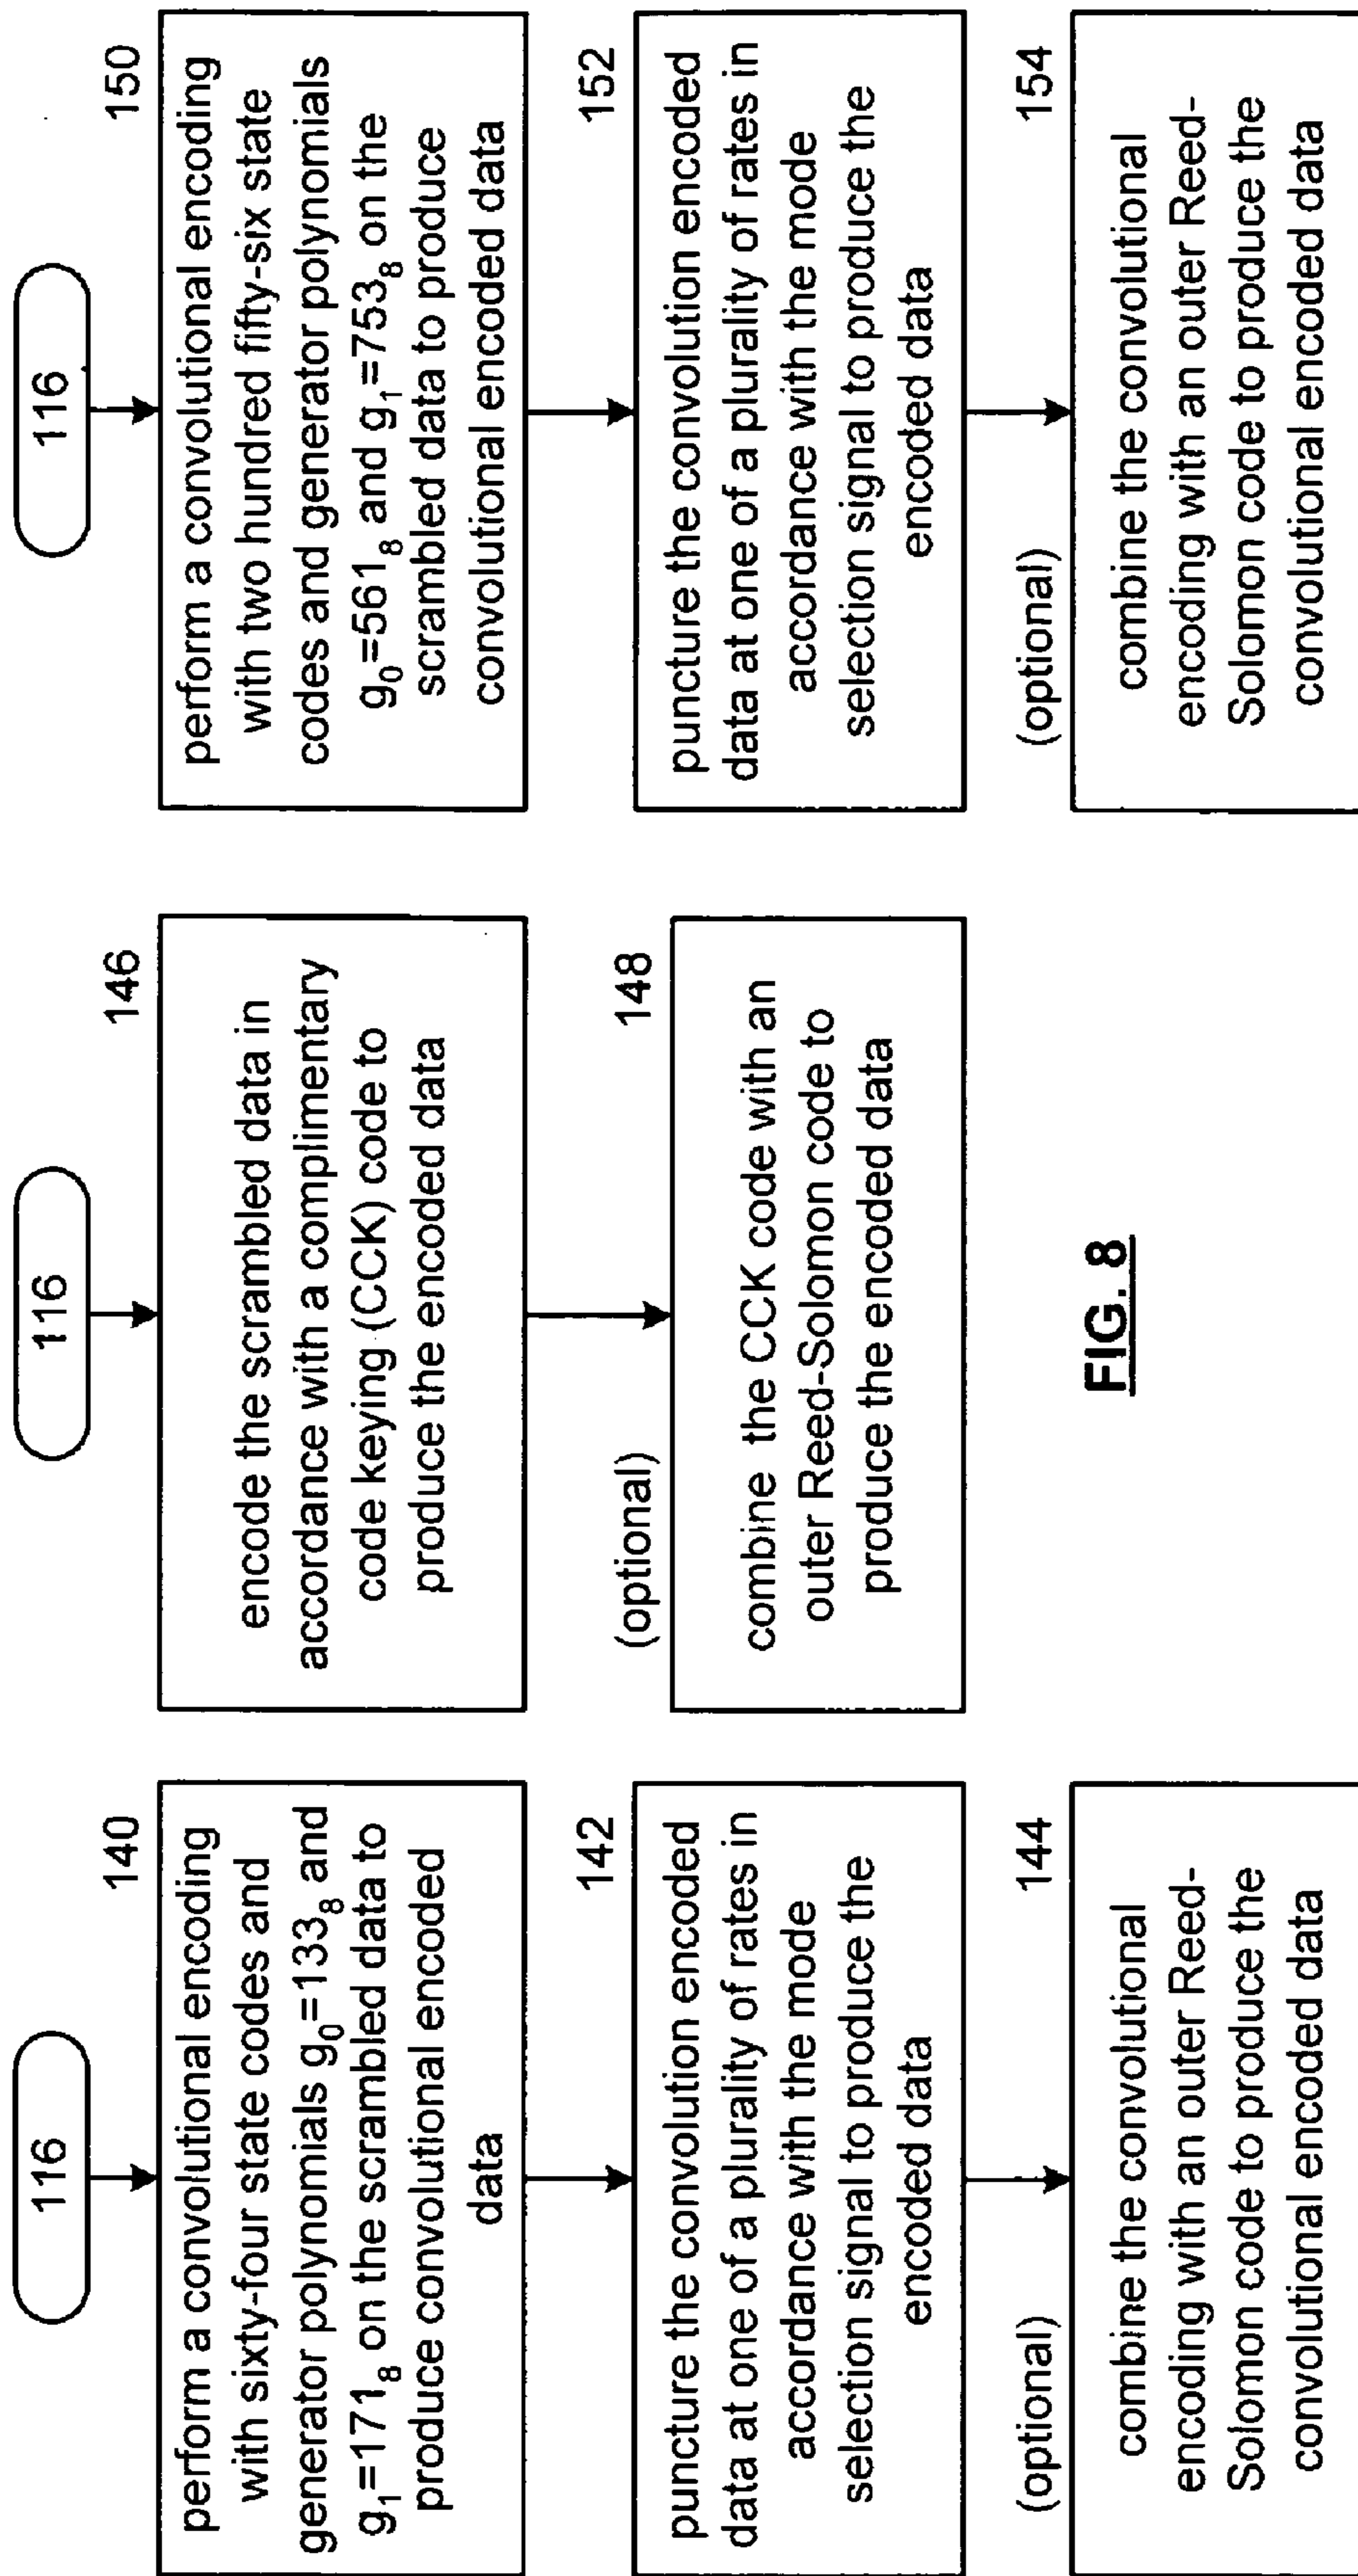 116
140
perform a convolutional encoding
with sixty-four state codes and
generator polynomials g₀=133₈ and
g₁=171₈ on the scrambled data to
produce convolutional encoded
data
142
puncture the convolution encoded
data at one of a plurality of rates in
accordance with the mode
selection signal to produce the
encoded data
(optional)
144
combine the convolutional
encoding with an outer Reed-
Solomon code to produce the
convolutional encoded data
116
146
encode the scrambled data in
accordance with a complimentary
code keying (CCK) code to
produce the encoded data
(optional)
148
combine the CCK code with an
outer Reed-Solomon code to
produce the encoded data
116
150
perform a convolutional encoding
with two hundred fifty-six state
codes and generator polynomials
g₀=561₈ and g₁=753₈ on the
scrambled data to produce
convolutional encoded data
152
puncture the convolution encoded
data at one of a plurality of rates in
accordance with the mode
selection signal to produce the
encoded data
(optional)
154
combine the convolutional
encoding with an outer Reed-
Solomon code to produce the
convolutional encoded data
FIG. 8